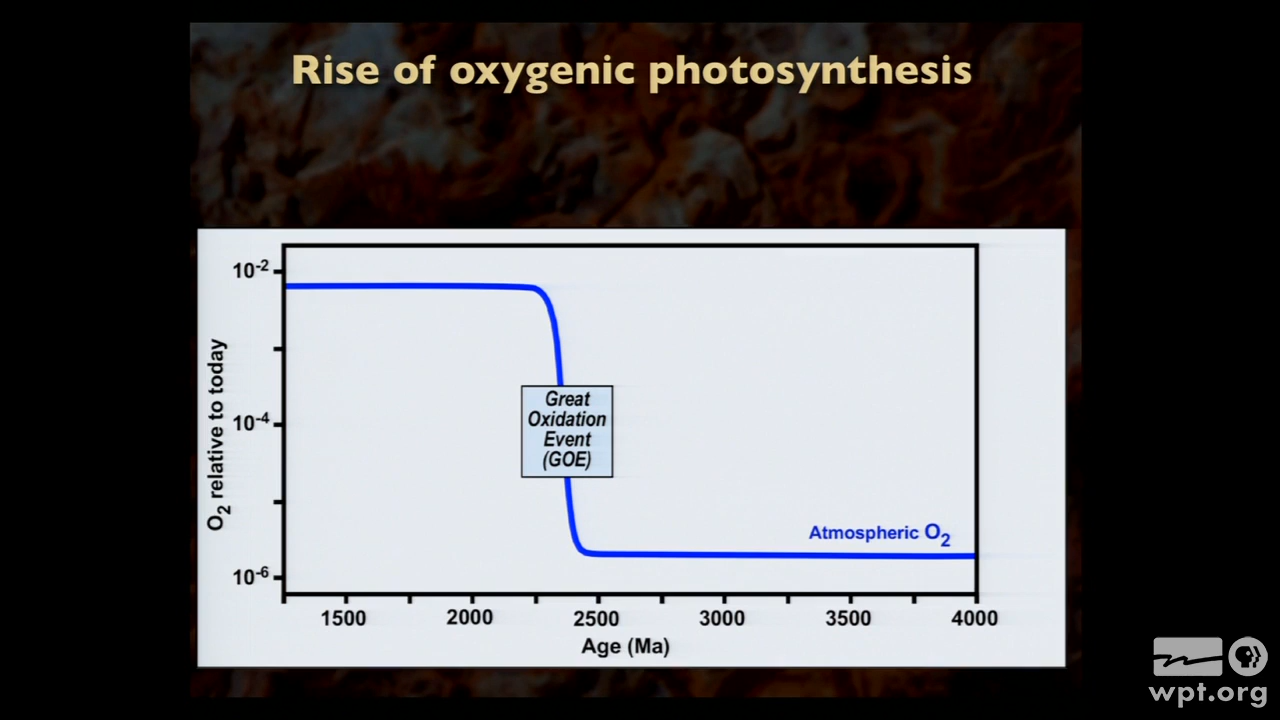 Rise of oxygenic photosynthesis
10-2
10-4
10-6
O2 relative to today
Great
Oxidation
Event
(GOE)
Atmospheric O2
1500 2000 2500 3000 3500 4000
Age (Ma)
wpt.org